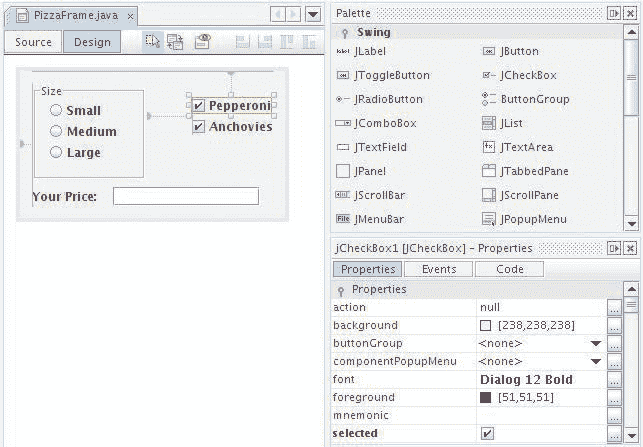 PizzaFrame.java x
Source Design
Size
Small
Medium
Large
Pepperoni
Anchovies
Your Price:
Palette
Swing
JLabel JButton
JToggleButton JCheckBox
JRadioButton ButtonGroup
JComboBox JList
JTextField JTextArea
JPanel JTabbedPane
JScrollBar JScrollPane
JMenuBar JPopupMenu
jCheckBox1 [JCheckBox] - Properties
Properties Events Code
Properties
action null
background [238,238,238]
buttonGroup <none>
componentPopupMenu <none>
font Dialog 12 Bold
foreground [51,51,51]
mnemonic
selected